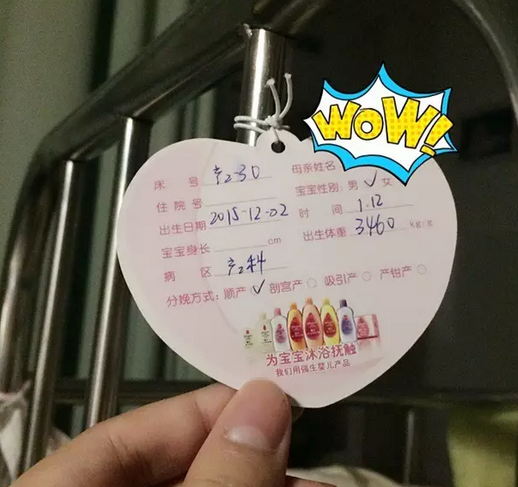 WOW!
床 号 产2-30 母亲姓名
住院号 宝宝性别: 男 ✓ 女
出生日期 2015-12-02 时 间 1.12
宝宝身长 cm 出生体重 3460 kg/g
病 区 产2科
分娩方式: 顺产 ✓ 剖宫产 ○ 吸引产 ○ 产钳产 ○
为宝宝沐浴抚触
我们用强生婴儿产品